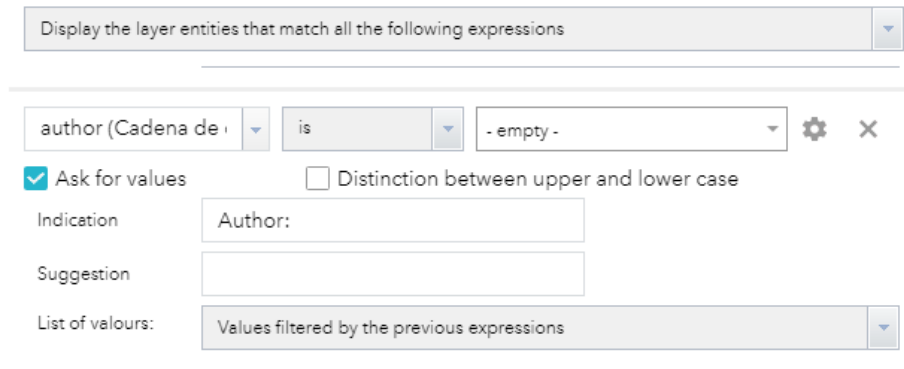 Display the layer entities that match all the following expressions
author (Cadena de
is
- empty -
Ask for values
Distinction between upper and lower case
Indication
Author:
Suggestion
List of valours:
Values filtered by the previous expressions